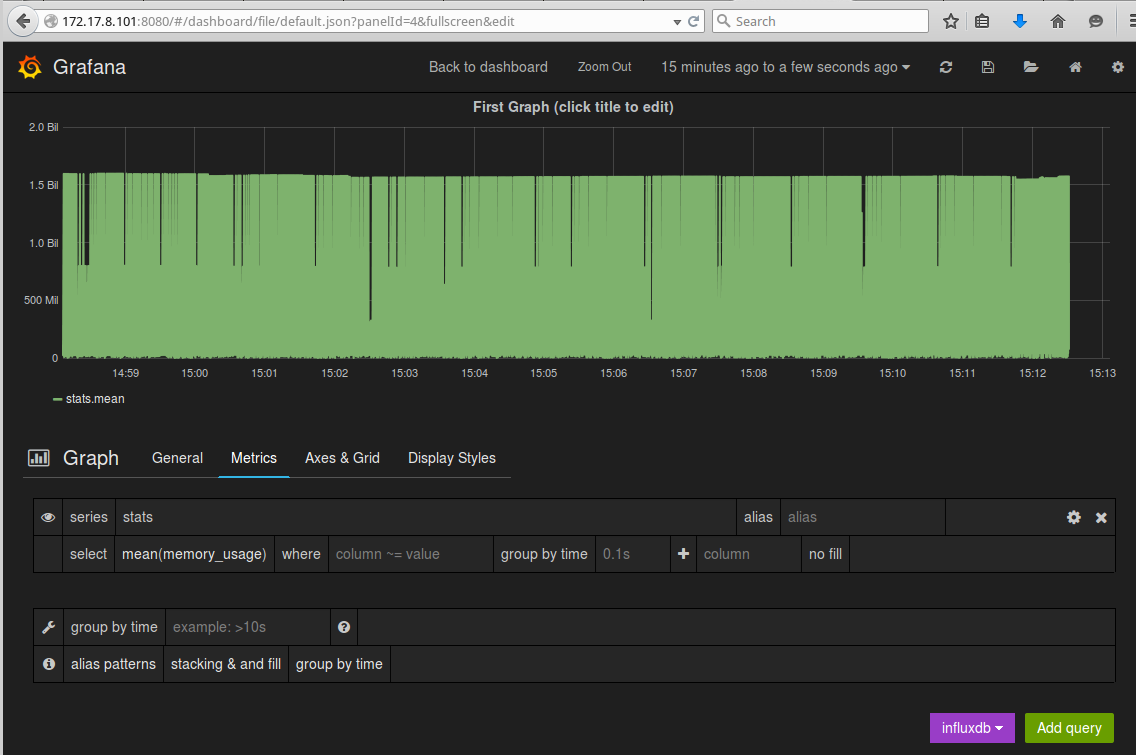 172.17.8.101:8080/#/dashboard/file/default.json?panelId=4&fullscreen&edit Search
Grafana Back to dashboard Zoom Out 15 minutes ago to a few seconds ago
First Graph (click title to edit)
2.0 Bil
1.5 Bil
1.0 Bil
500 Mil
0
14:59 15:00 15:01 15:02 15:03 15:04 15:05 15:06 15:07 15:08 15:09 15:10 15:11 15:12 15:13
stats.mean
Graph General Metrics Axes & Grid Display Styles
series stats alias alias
select mean(memory_usage) where column ~= value group by time 0.1s column no fill
group by time example: >10s
alias patterns stacking & and fill group by time
influxdb Add query